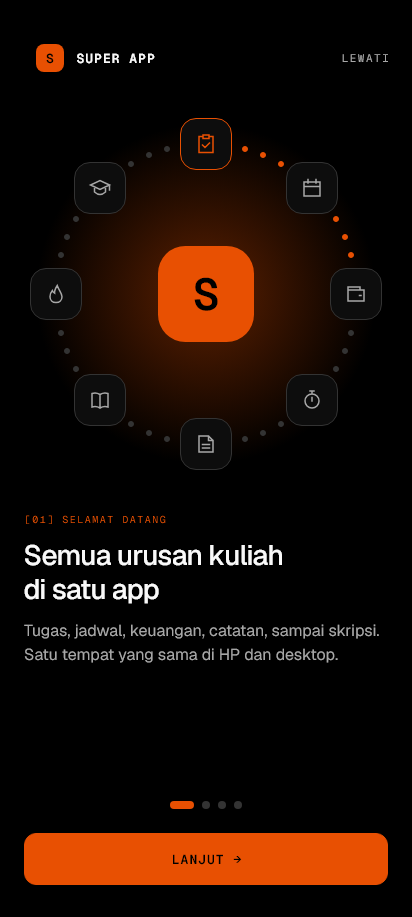 S SUPER APP
LEWATI
S
[01] SELAMAT DATANG
Semua urusan kuliah
di satu app
Tugas, jadwal, keuangan, catatan, sampai skripsi.
Satu tempat yang sama di HP dan desktop.
LANJUT →